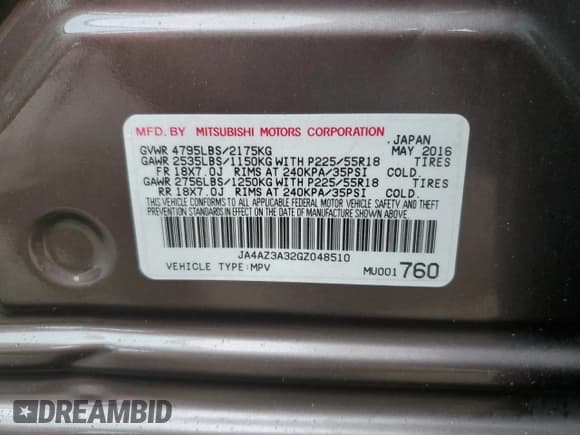 MFD. BY MITSUBISHI MOTORS CORPORATION
, JAPAN
GVWR 4795LBS/2175KG MAY 2016
GAWR 2535LBS/1150KG WITH P225/55R18 TIRES
FR 18X7.0J RIMS AT 240KPA/35PSI COLD.
GAWR 2756LBS/1250KG WITH P225/55R18 TIRES
RR 18X7.0J RIMS AT 240KPA/35PSI COLD.
THIS VEHICLE CONFORMS TO ALL APPLICABLE FEDERAL MOTOR VEHICLE SAFETY AND THEFT
PREVENTION STANDARDS IN EFFECT ON THE DATE OF MANUFACTURE SHOWN ABOVE.
JA4AZ3A32GZ048510
VEHICLE TYPE:MPV MU001760
DREAMBID